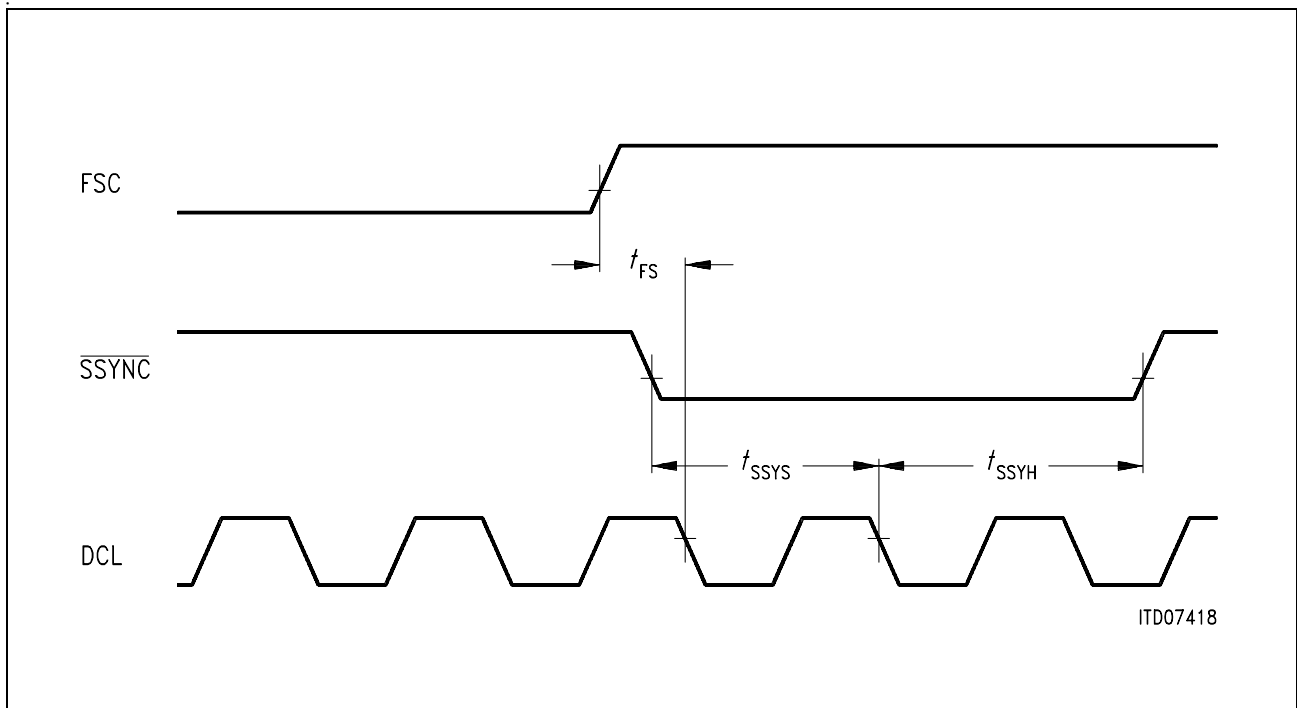 FSC
tFS
SSYNC
tSSYS
tSSYH
DCL
ITD07418